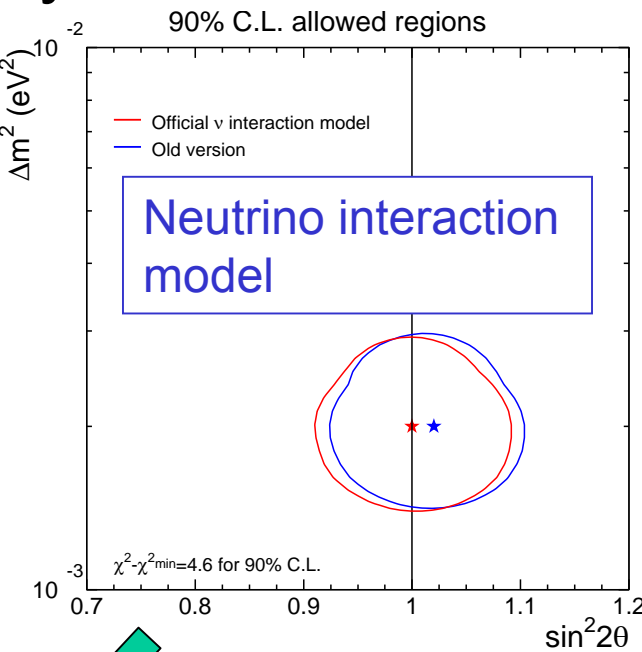 y
90% C.L. allowed regions
10 -2
Δm2 (eV2)
Official ν interaction model
Old version
Neutrino interaction
model
χ2-χ2min=4.6 for 90% C.L.
10 -3
0.7 0.8 0.9 1 1.1 1.2
sin22θ